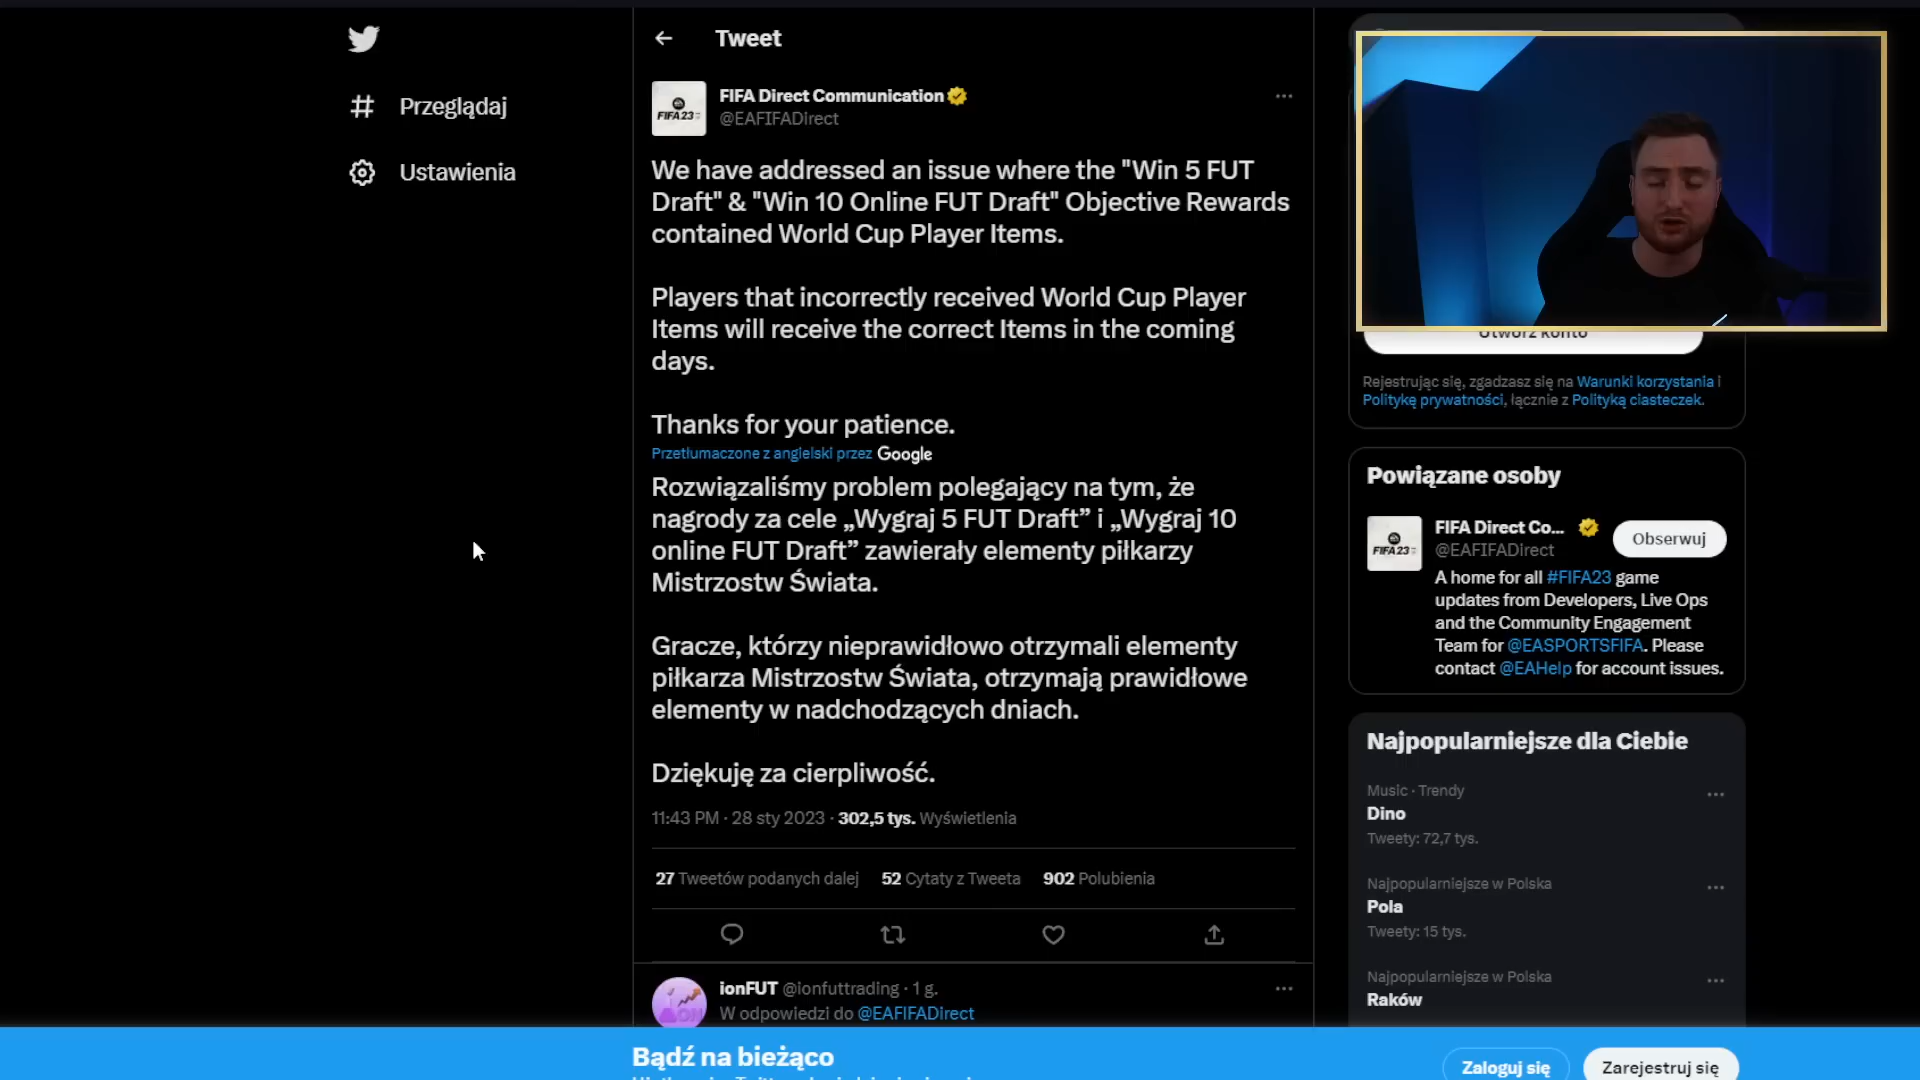 Tweet
FIFA Direct Communication
@EAFIFADirect
FIFA 23
Przeglądaj
Ustawienia
We have addressed an issue where the "Win 5 FUT
Draft" & "Win 10 Online FUT Draft" Objective Rewards
contained World Cup Player Items.
Players that incorrectly received World Cup Player
Items will receive the correct Items in the coming
days.
Thanks for your patience.
Przetłumaczone z angielski przez Google
Rozwiązaliśmy problem polegający na tym, że
nagrody za cele „Wygraj 5 FUT Draft” i „Wygraj 10
online FUT Draft” zawierały elementy piłkarzy
Mistrzostw Świata.
Gracze, którzy nieprawidłowo otrzymali elementy
piłkarza Mistrzostw Świata, otrzymają prawidłowe
elementy w nadchodzących dniach.
Dziękuję za cierpliwość.
11:43 PM · 28 sty 2023 · 302,5 tys. Wyświetlenia
27 Tweetów podanych dalej 52 Cytaty z Tweeta 902 Polubienia
ionFUT @ionfuttrading · 1 g.
W odpowiedzi do @EAFIFADirect
Utwórz konto
Rejestrując się, zgadzasz się na Warunki korzystania i
Politykę prywatności, łącznie z Polityką ciasteczek.
Powiązane osoby
FIFA Direct Co...
@EAFIFADirect
Obserwuj
FIFA 23
A home for all #FIFA23 game
updates from Developers, Live Ops
and the Community Engagement
Team for @EASPORTSFIFA. Please
contact @EAHelp for account issues.
Najpopularniejsze dla Ciebie
Music · Trendy
Dino
Tweety: 72,7 tys.
Najpopularniejsze w Polska
Pola
Tweety: 15 tys.
Najpopularniejsze w Polska
Raków
Bądź na bieżąco
Zaloguj się
Zarejestruj się